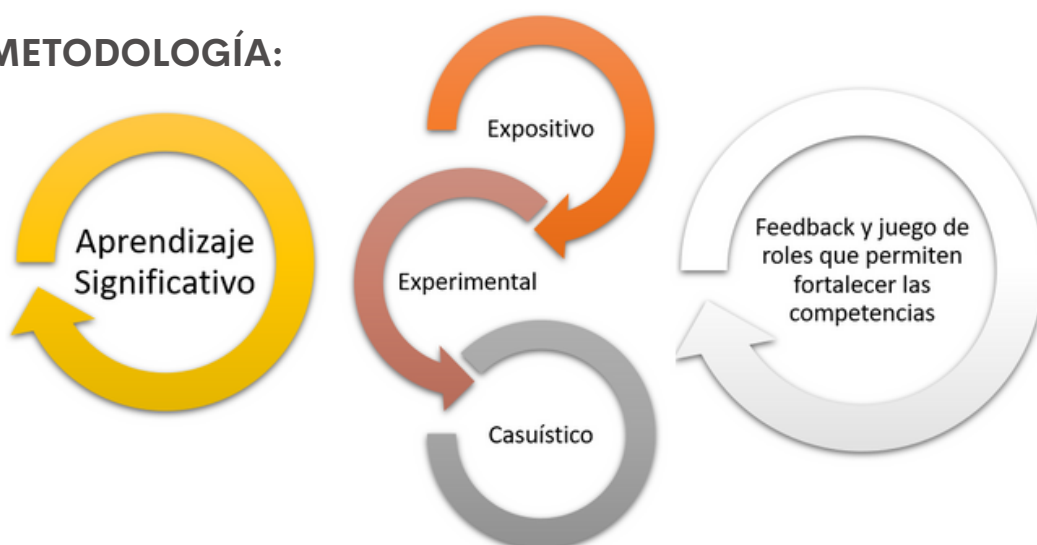 METODOLOGÍA:
Aprendizaje
Significativo
Expositivo
Experimental
Casuístico
Feedback y juego de
roles que permiten
fortalecer las
competencias